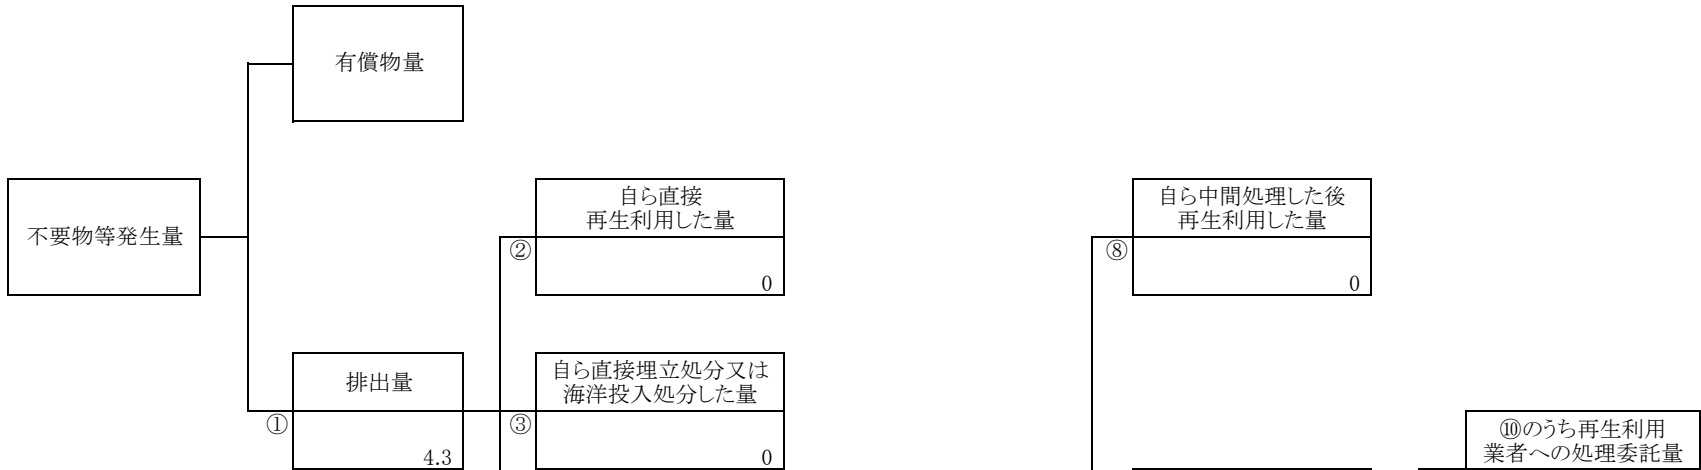 有償物量
不要物等発生量
自ら直接
再生利用した量
②
0
自ら中間処理した後
再生利用した量
⑧
0
排出量
①
4.3
自ら直接埋立処分又は
海洋投入処分した量
③
0
⑩のうち再生利用
業者への処理委託量